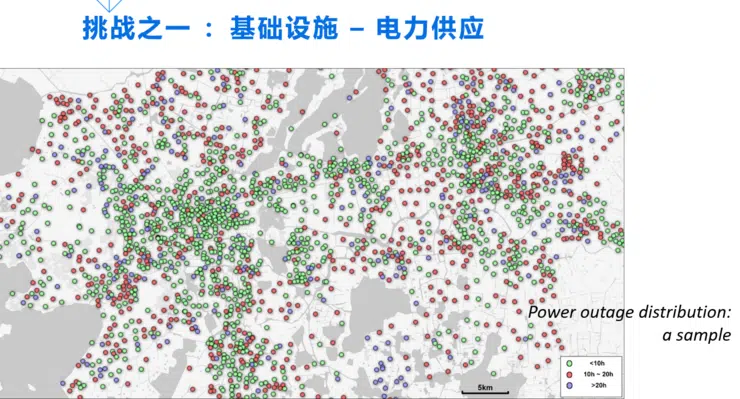 挑战之一 : 基础设施 – 电力供应
Power outage distribution:
a sample
<10h
10h ~ 20h
>20h
5km